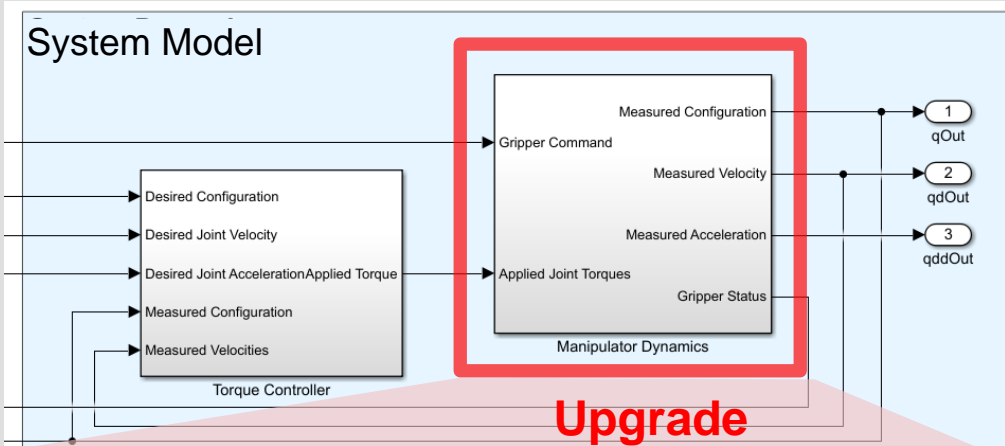 System Model
Measured Configuration
1
qOut
Gripper Command
Measured Velocity
2
qdOut
Desired Configuration
Desired Joint Velocity
Measured Acceleration
3
qddOut
Desired Joint Acceleration Applied Torque
Applied Joint Torques
Gripper Status
Measured Configuration
Measured Velocities
Manipulator Dynamics
Torque Controller
Upgrade